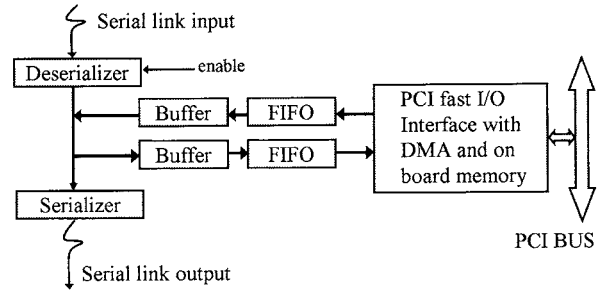 Serial link input
Deserializer
enable
Buffer
FIFO
Buffer
FIFO
PCI fast I/O
Interface with
DMA and on
board memory
Serializer
PCI BUS
Serial link output